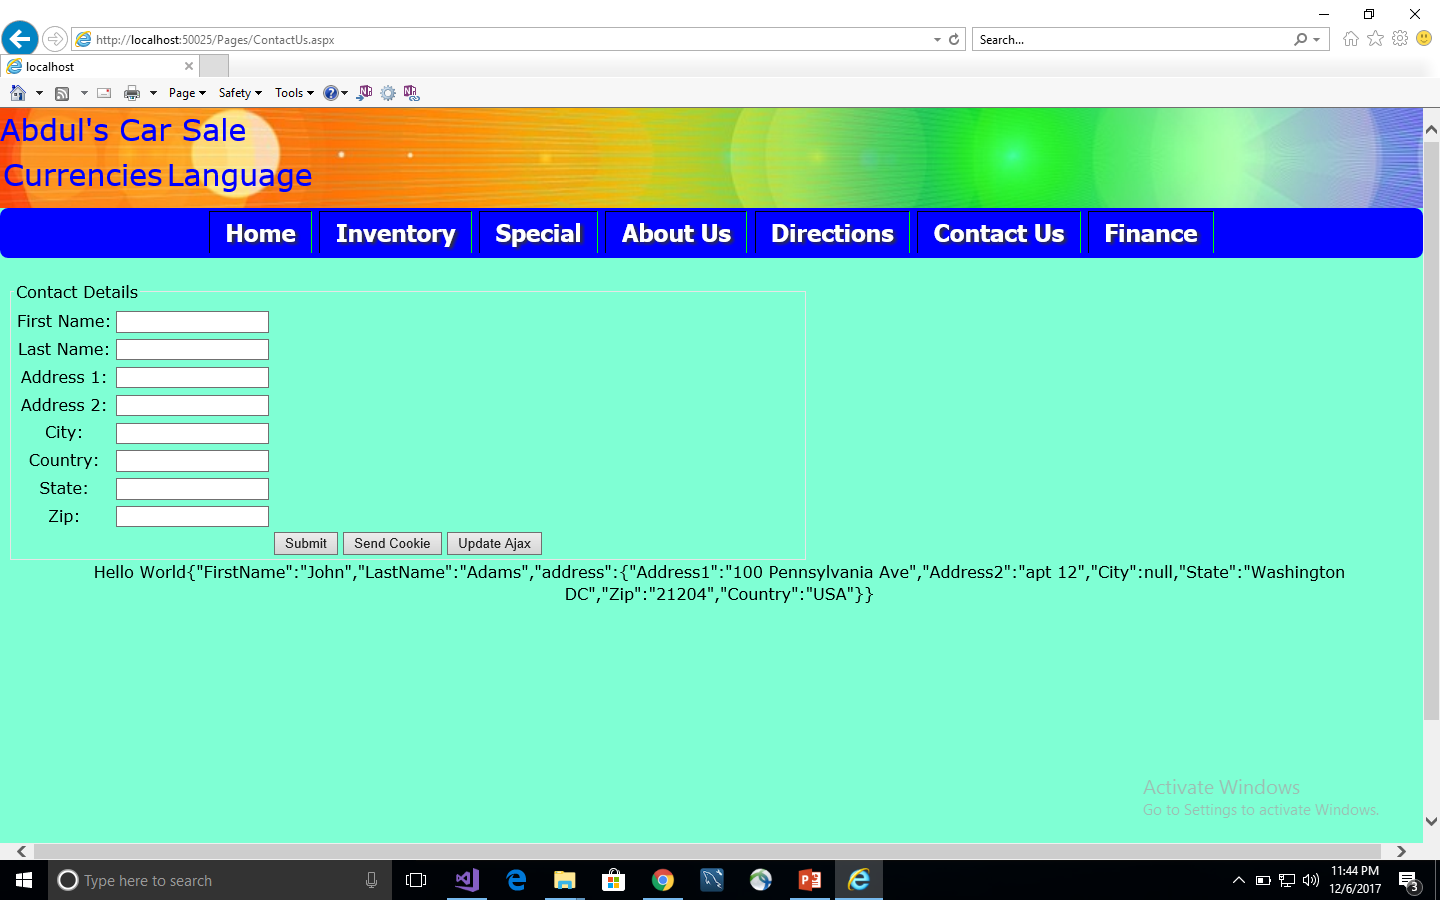 http://localhost:50025/Pages/ContactUs.aspx
Search...
localhost
Page Safety Tools
Abdul's Car Sale
Currencies Language
Home Inventory Special About Us Directions Contact Us Finance
Contact Details
First Name:
Last Name:
Address 1:
Address 2:
City:
Country:
State:
Zip:
Submit Send Cookie Update Ajax
Hello World{"FirstName":"John","LastName":"Adams","address":{"Address1":"100 Pennsylvania Ave","Address2":"apt 12","City":null,"State":"Washington
DC","Zip":"21204","Country":"USA"}}
Activate Windows
Go to Settings to activate Windows.
Type here to search
11:44 PM
12/6/2017
3